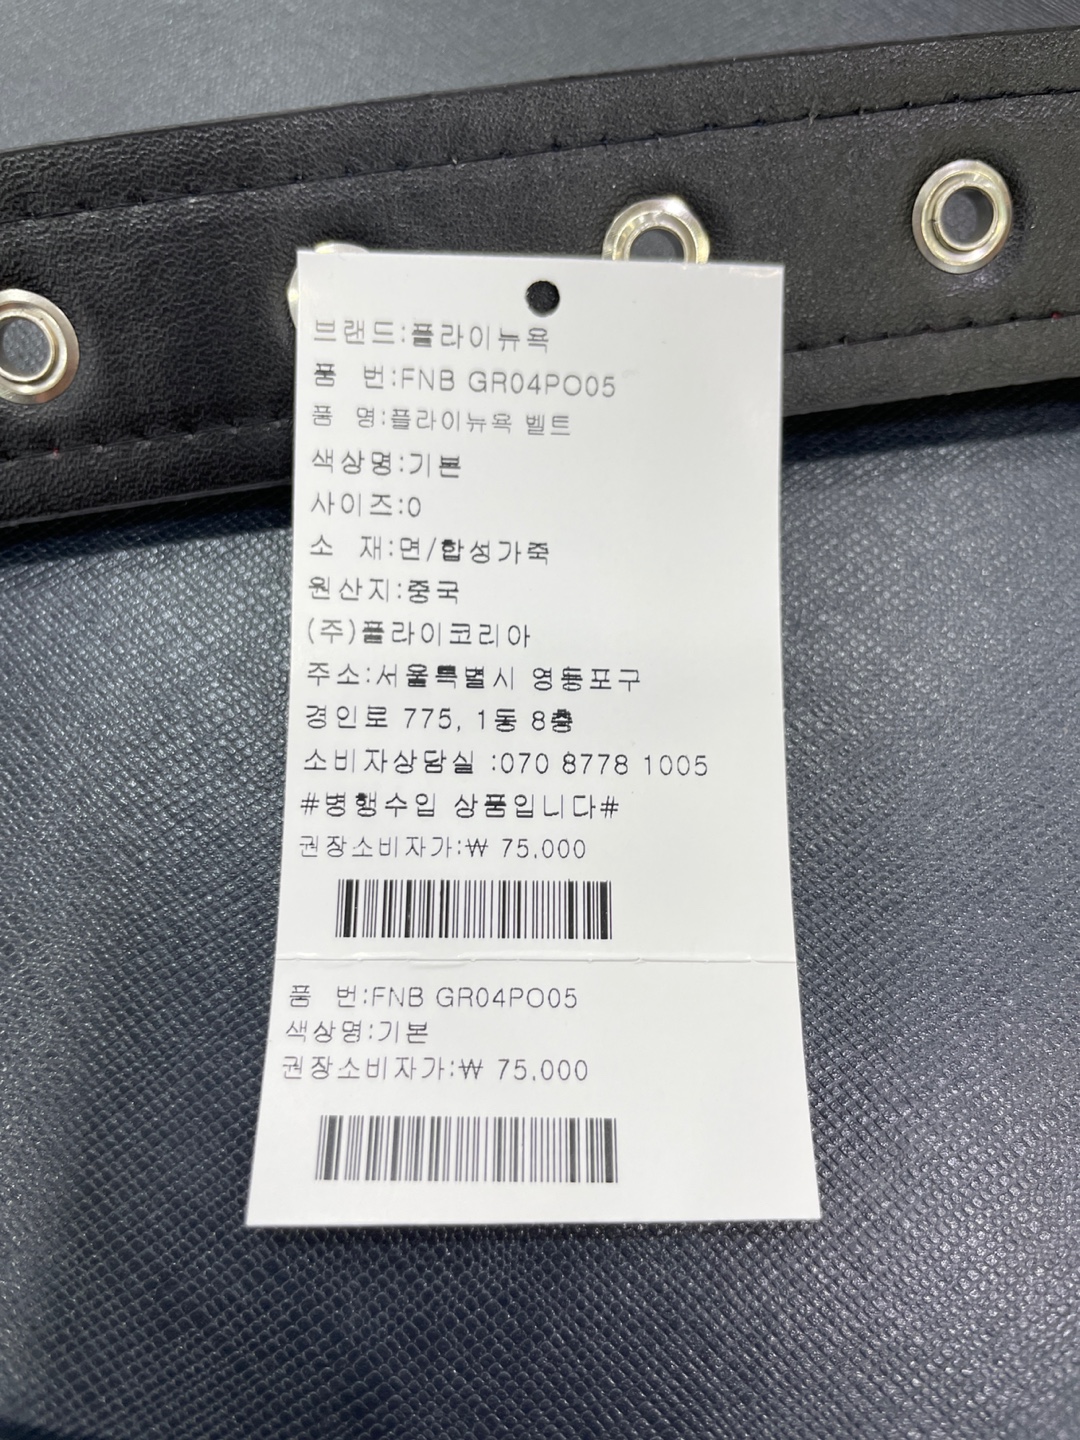 브랜드:플라이뉴욕
품 번:FNB GR04PO05
품 명:플라이뉴욕 벨트
색상명:기본
사이즈:0
소 재:면/합성가죽
원산지:중국
(주)플라이코리아
주소:서울특별시 영등포구
경인로 775, 1동 8층
소비자상담실 :070 8778 1005
#병행수입 상품입니다#
권장소비자가:₩ 75,000
품 번:FNB GR04PO05
색상명:기본
권장소비자가:₩ 75,000